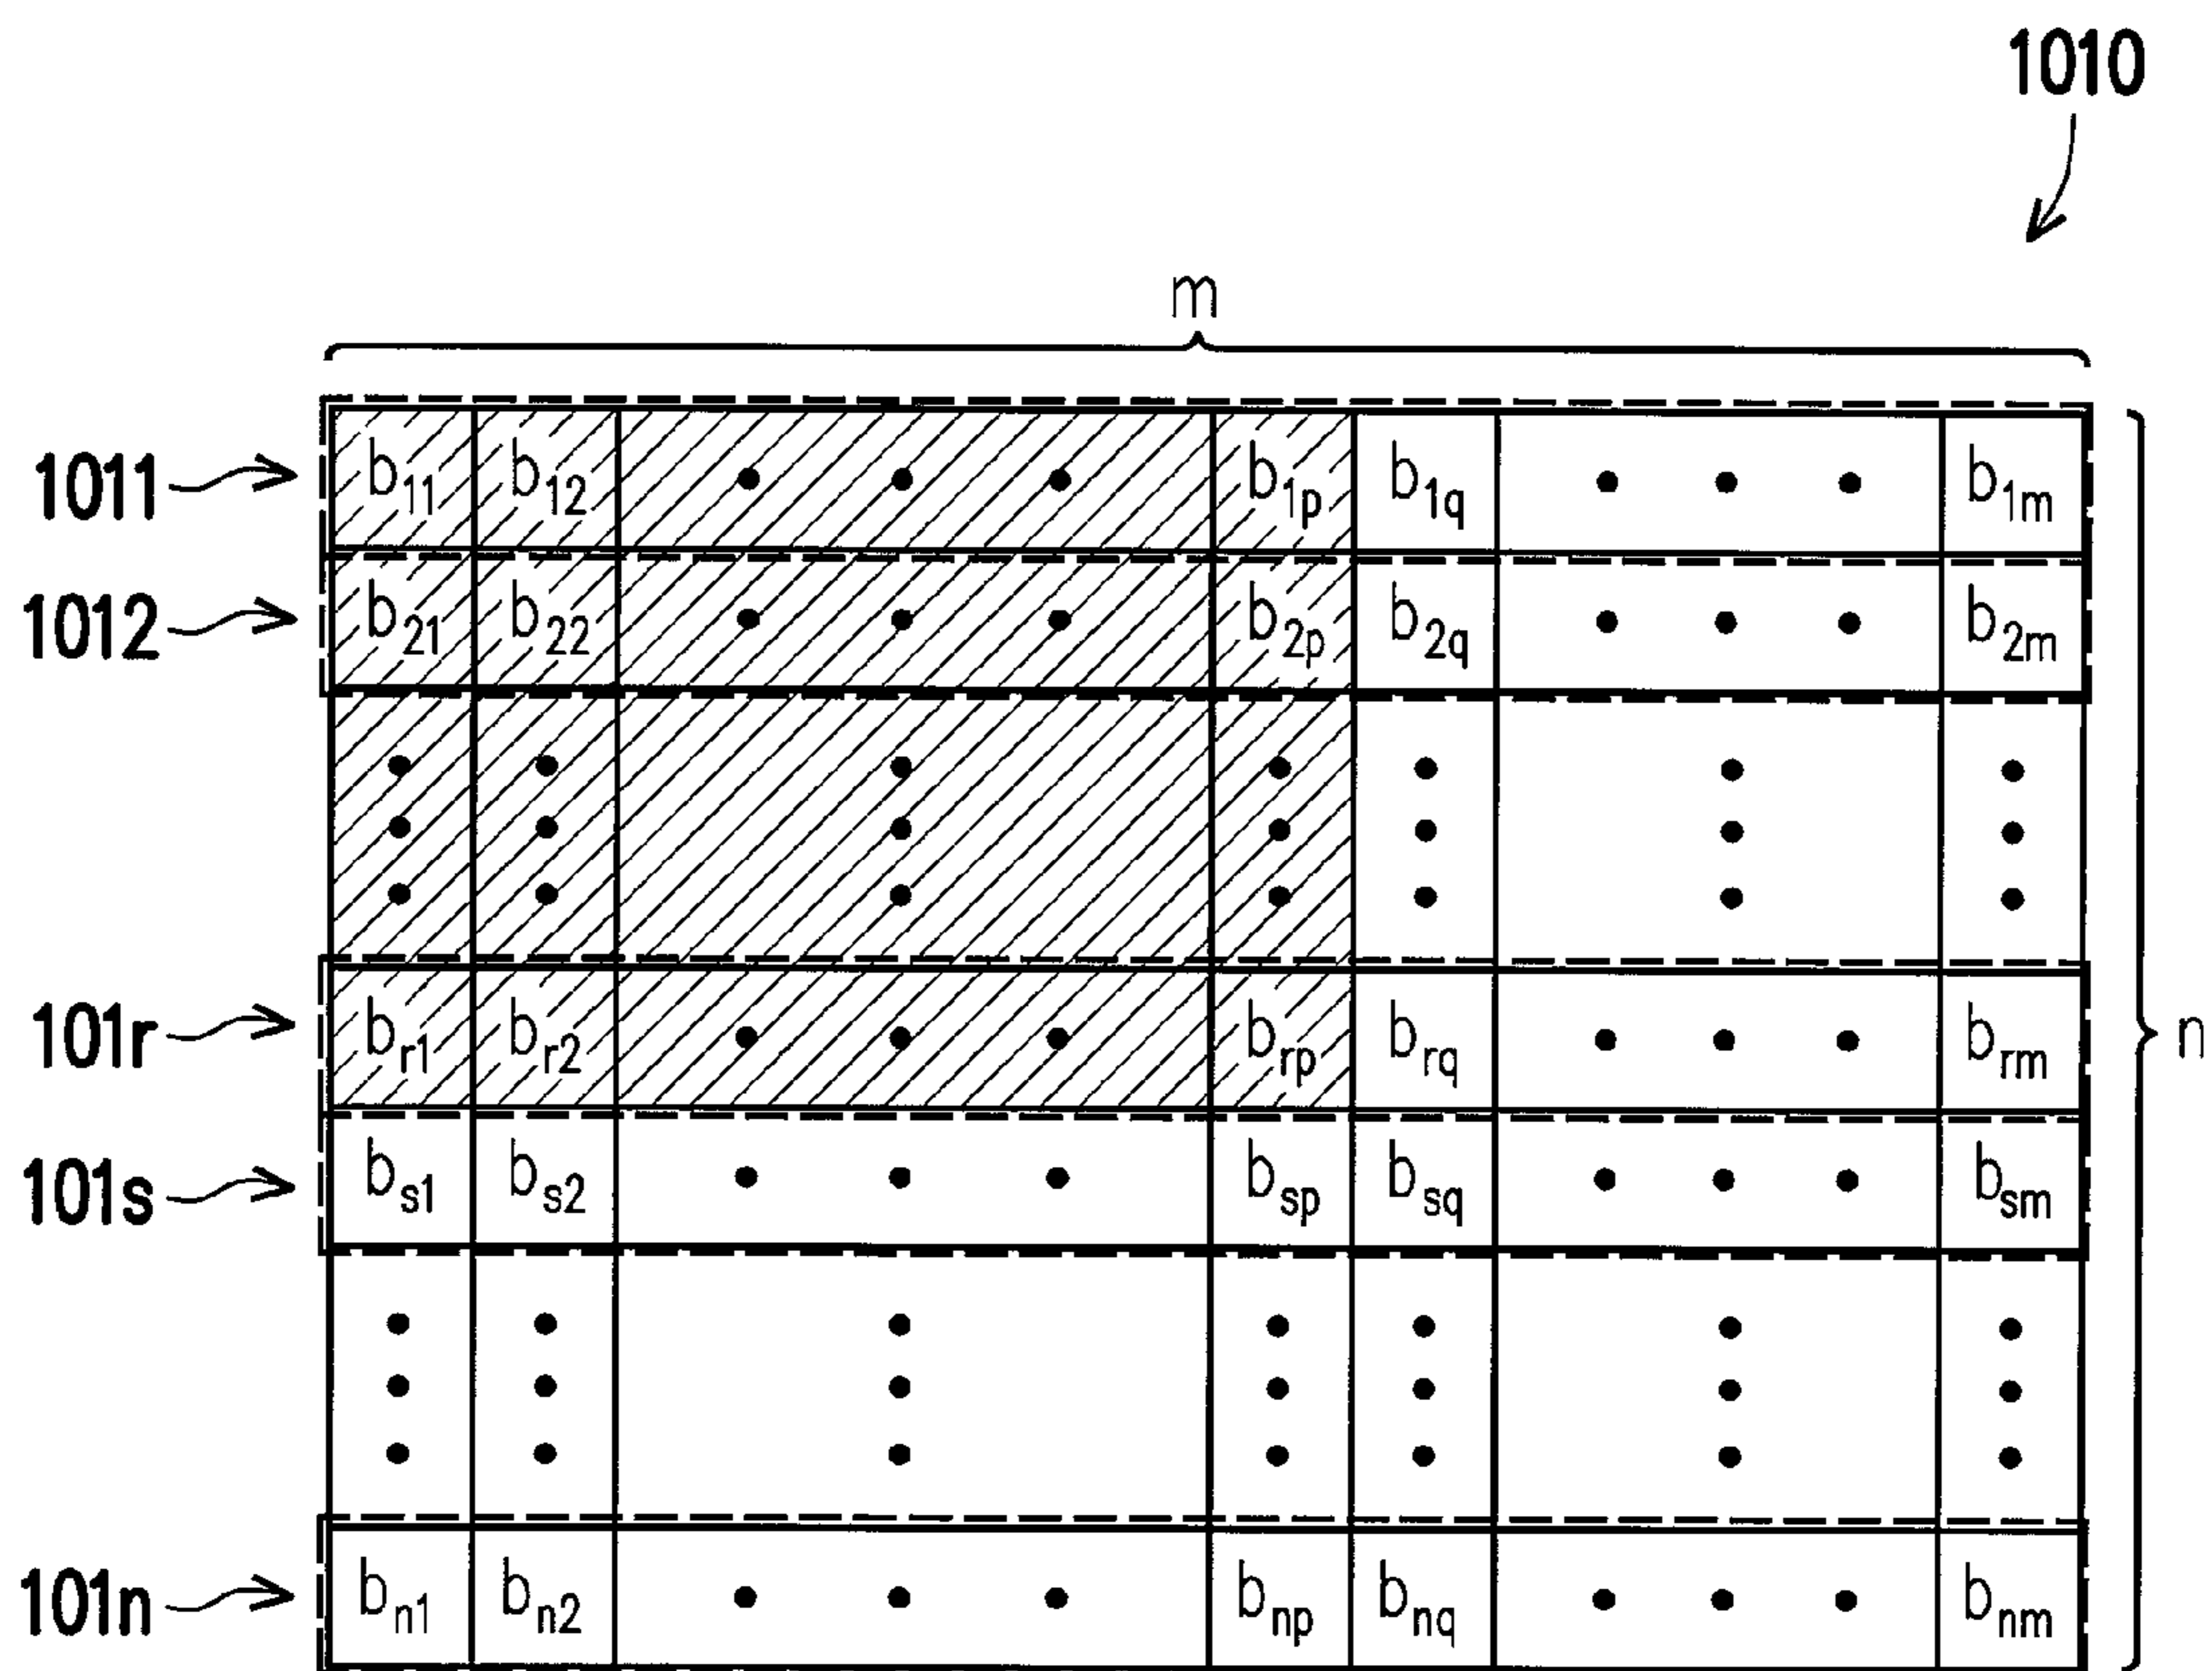 1010
m
1011 b11 b12 • • • b1p b1q • • • b1m
1012 b21 b22 • • • b2p b2q • • • b2m
n
101r br1 br2 • • • brp brq • • • brm
101s bs1 bs2 • • • bsp bsq • • • bsm
101n bn1 bn2 • • • bnp bnq • • • bnm